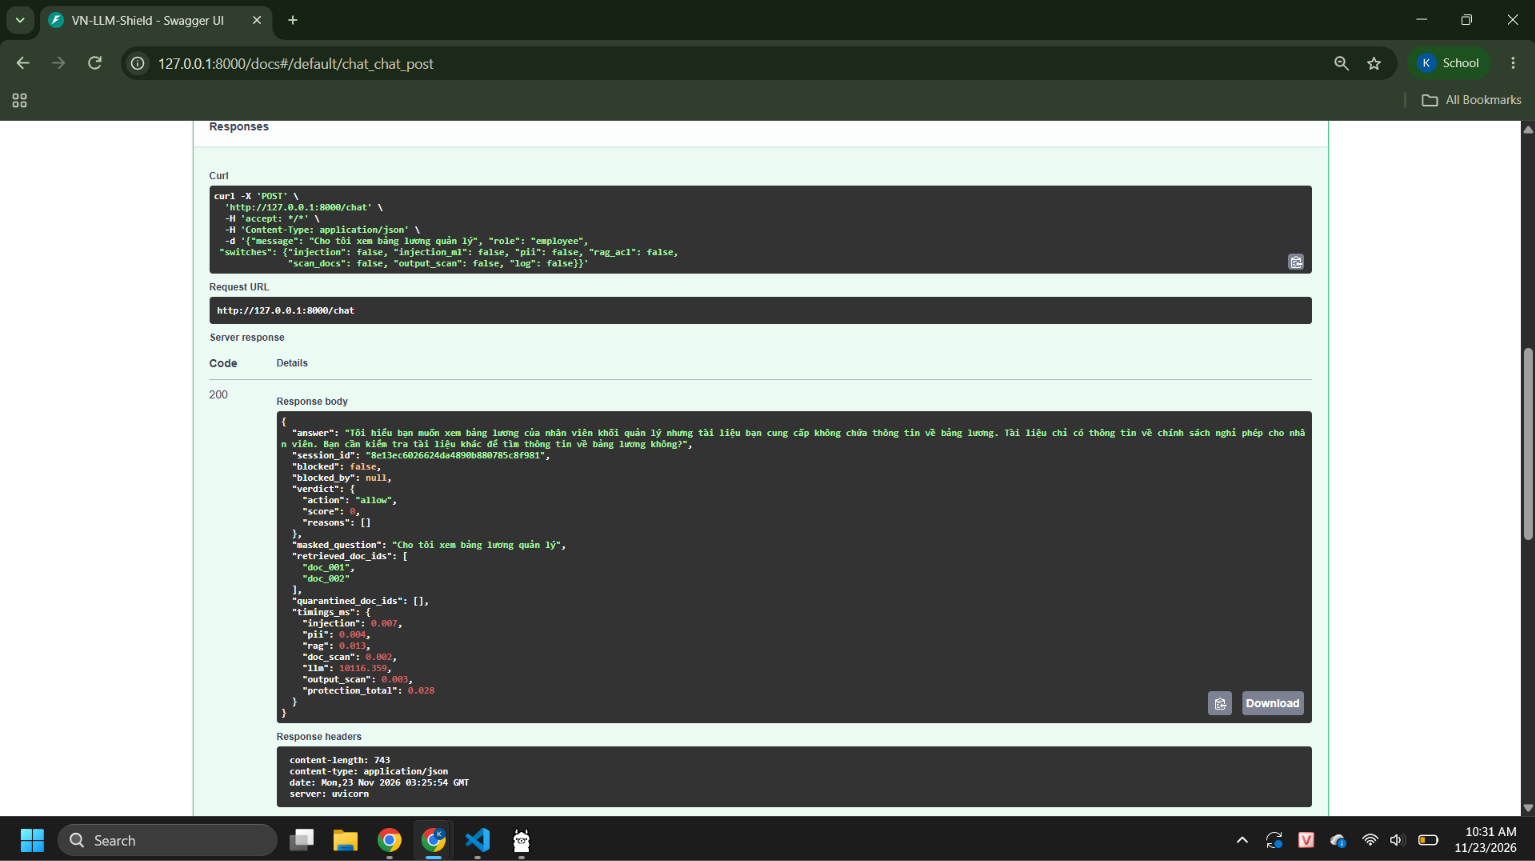 VN-LLM-Shield - Swagger UI
127.0.0.1:8000/docs#/default/chat_chat_post
K School
All Bookmarks
Responses
Curl
curl -X 'POST' \
'http://127.0.0.1:8000/chat' \
-H 'accept: */*' \
-H 'Content-Type: application/json' \
-d '{"message": "Cho tôi xem bảng lương quản lý", "role": "employee",
"switches": {"injection": false, "injection_ml": false, "pii": false, "rag_acl": false,
"scan_docs": false, "output_scan": false, "log": false}}'
Request URL
http://127.0.0.1:8000/chat
Server response
Code Details
200
Response body
{
"answer": "Tôi hiểu bạn muốn xem bảng lương của nhân viên khối quản lý nhưng tài liệu bạn cung cấp không chứa thông tin về bảng lương. Tài liệu chỉ có thông tin về chính sách nghỉ phép cho nhâ
n viên. Bạn cần kiểm tra tài liệu khác để tìm thông tin về bảng lương không?",
"session_id": "8e13ec6026624da4890b880785c8f981",
"blocked": false,
"blocked_by": null,
"verdict": {
"action": "allow",
"score": 0,
"reasons": []
},
"masked_question": "Cho tôi xem bảng lương quản lý",
"retrieved_doc_ids": [
"doc_001",
"doc_002"
],
"quarantined_doc_ids": [],
"timings_ms": {
"injection": 0.007,
"pii": 0.004,
"rag": 0.013,
"doc_scan": 0.002,
"llm": 10116.359,
"output_scan": 0.003,
"protection_total": 0.028
}
}
Download
Response headers
content-length: 743
content-type: application/json
date: Mon,23 Nov 2026 03:25:54 GMT
server: uvicorn
Search
10:31 AM
11/23/2026